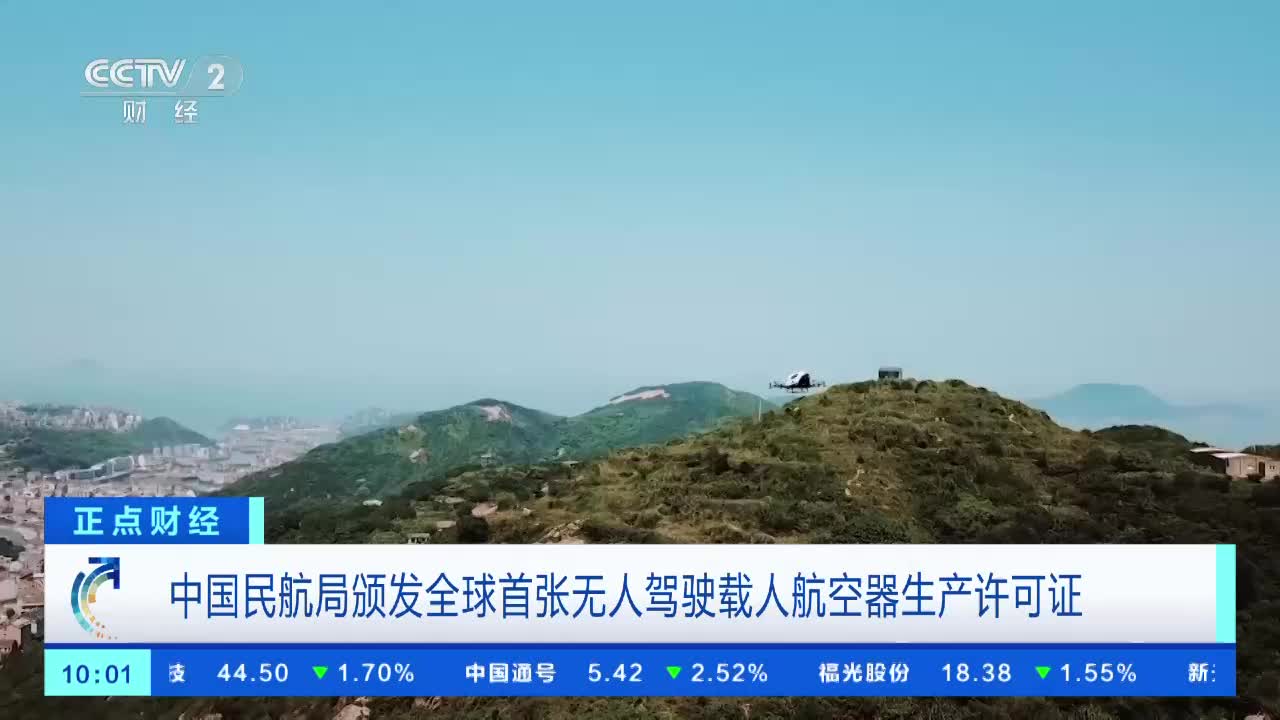 CCTV 2
财经
正点财经
中国民航局颁发全球首张无人驾驶载人航空器生产许可证
10:01 技 44.50 ▼1.70% 中国通号 5.42 ▼2.52% 福光股份 18.38 ▼1.55% 新